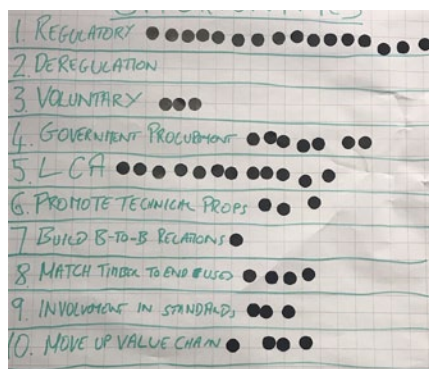 1. REGULATORY
2. DEREGULATION
3. VOLUNTARY
4. GOVERNMENT PROCUREMENT
5. LCA
6. PROMOTE TECHNICAL PROPS
7 BUILD B-TO-B RELATIONS
8. MATCH TIMBER TO END USED
9. INVOLVEMENT IN STANDARDS
10. MOVE UP VALUE CHAIN